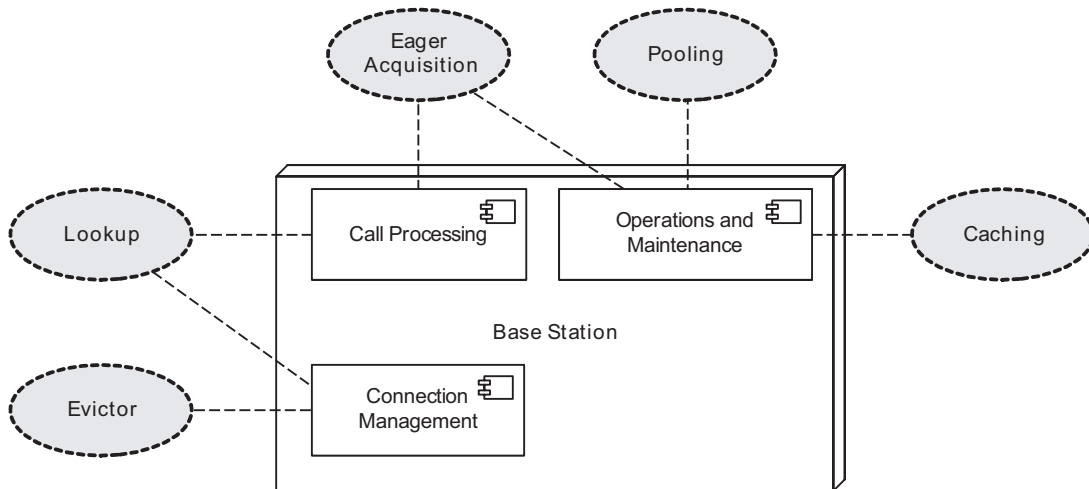 Eager
Acquisition
Pooling
Lookup
Call Processing
Operations and
Maintenance
Caching
Base Station
Evictor
Connection
Management